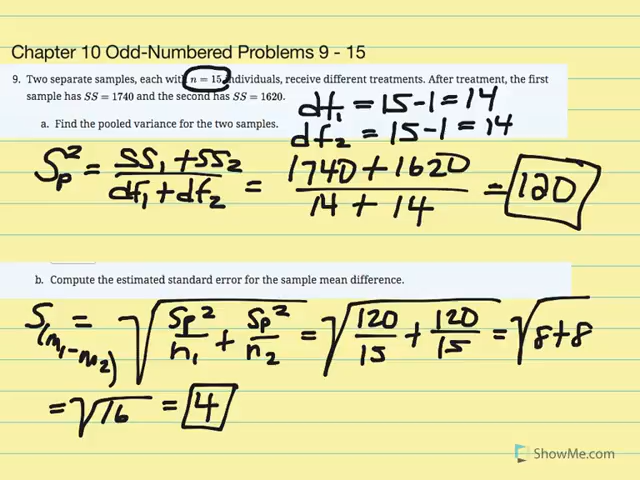 Chapter 10 Odd-Numbered Problems 9 - 15
9. Two separate samples, each with n = 15 individuals, receive different treatments. After treatment, the first
sample has SS = 1740 and the second has SS = 1620.
df₁ = 15-1 = 14
a. Find the pooled variance for the two samples.
df₂ = 15-1 = 14
Sp² = (SS₁ + SS₂)/(df₁ + df₂) = (1740 + 1620)/(14 + 14) = 120
b. Compute the estimated standard error for the sample mean difference.
S(m₁-m₂) = √(Sp²/n₁ + Sp²/n₂) = √(120/15 + 120/15) = √(8+8)
= √16 = 4
ShowMe.com